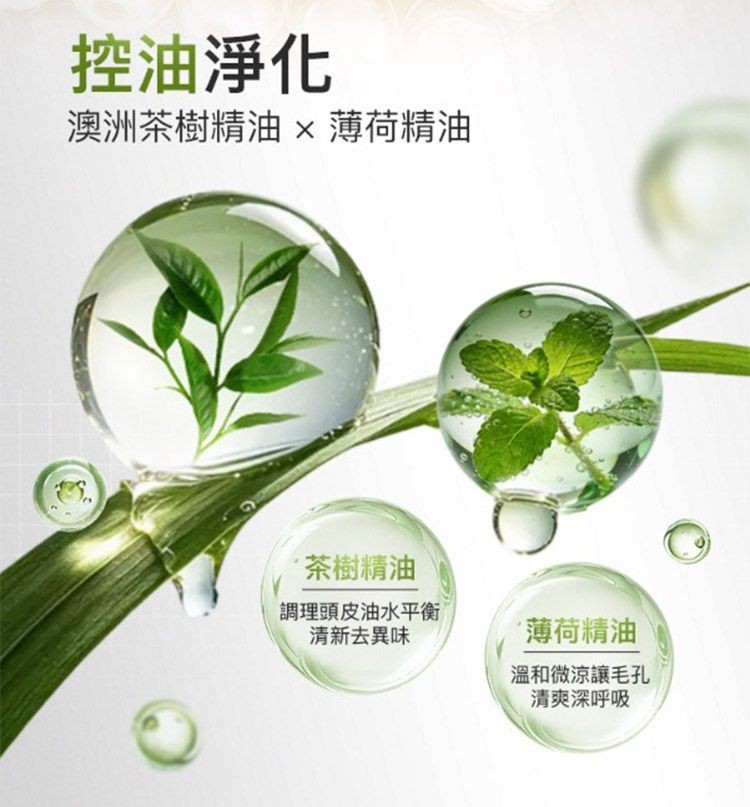 控油淨化
澳洲茶樹精油 × 薄荷精油
茶樹精油
調理頭皮油水平衡
清新去異味
薄荷精油
溫和微涼讓毛孔
清爽深呼吸